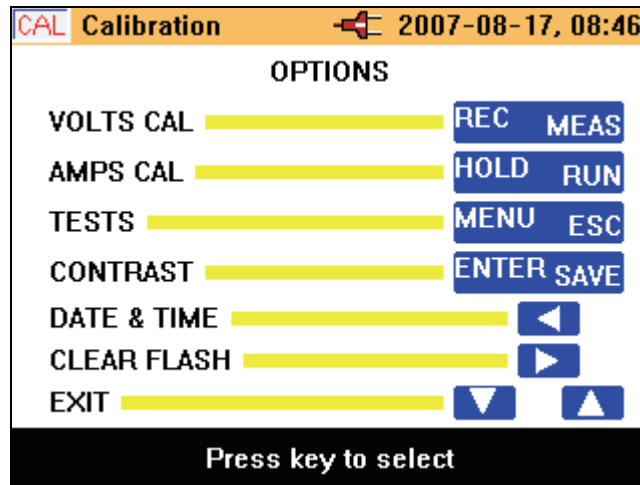 CAL Calibration 2007-08-17, 08:46
OPTIONS
VOLTS CAL REC MEAS
AMPS CAL HOLD RUN
TESTS MENU ESC
CONTRAST ENTER SAVE
DATE & TIME
CLEAR FLASH
EXIT
Press key to select